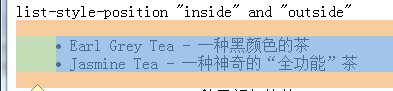 list-style-position "inside" and "outside"
• Earl Grey Tea - 一种黑颜色的茶
• Jasmine Tea - 一种神奇的“全功能”茶